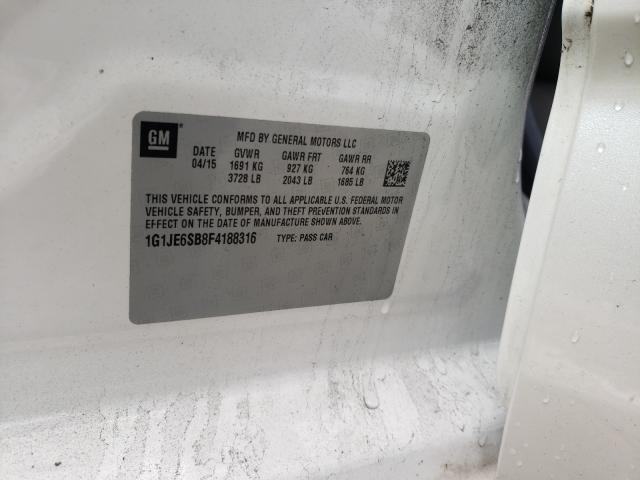 GM
MFD BY GENERAL MOTORS LLC
DATE GVWR GAWR FRT GAWR RR
04/15 1691 KG 927 KG 764 KG
3728 LB 2043 LB 1685 LB
THIS VEHICLE CONFORMS TO ALL APPLICABLE U.S. FEDERAL MOTOR
VEHICLE SAFETY, BUMPER, AND THEFT PREVENTION STANDARDS IN
EFFECT ON THE DATE OF MANUFACTURE SHOWN ABOVE.
1G1JE6SB8F4188316 TYPE: PASS CAR